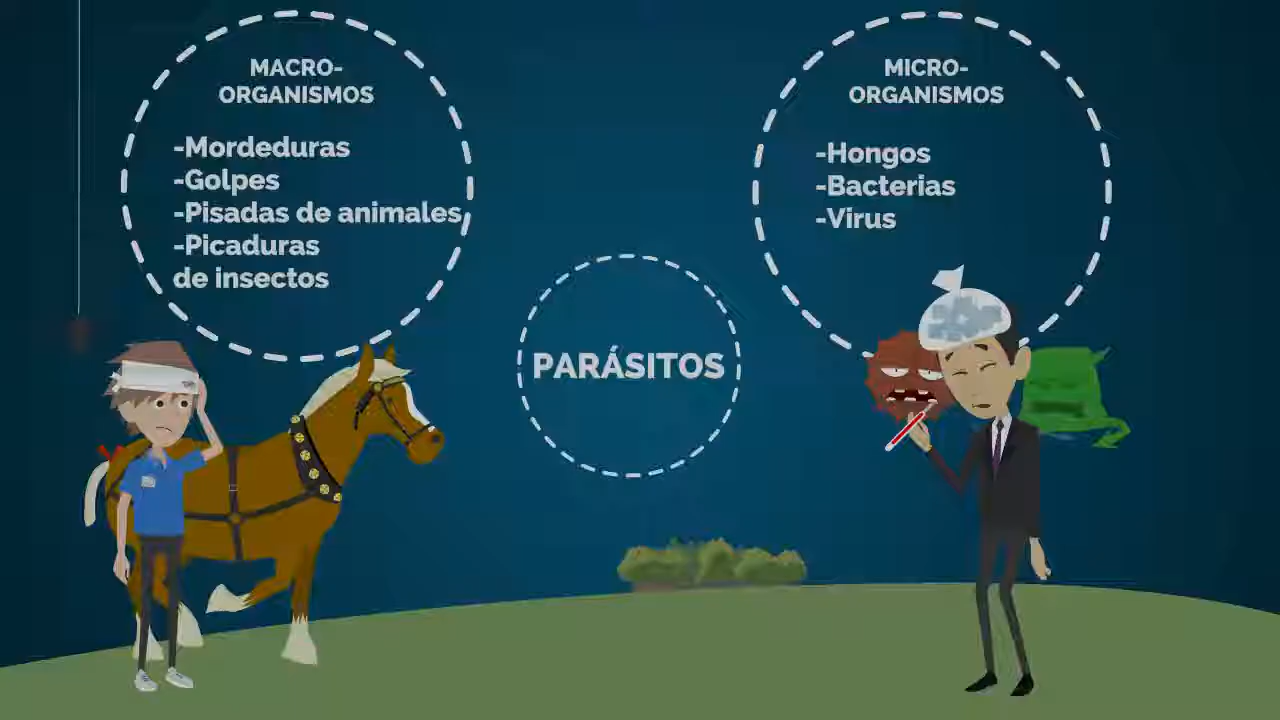 MACRO-
ORGANISMOS
-Mordeduras
-Golpes
-Pisadas de animales
-Picaduras
de insectos
MICRO-
ORGANISMOS
-Hongos
-Bacterias
-Virus
PARÁSITOS